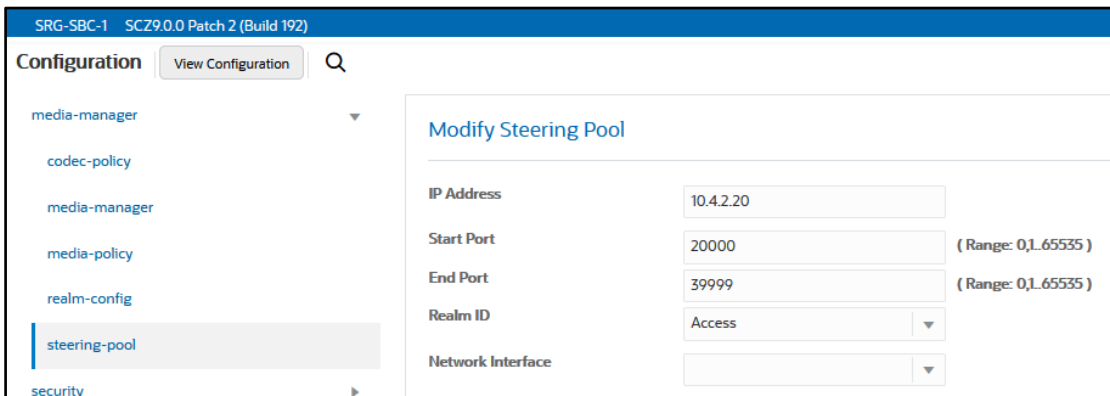 SRG-SBC-1 SCZ9.0.0 Patch 2 (Build 192)
Configuration View Configuration
media-manager
codec-policy
media-manager
media-policy
realm-config
steering-pool
security
Modify Steering Pool
IP Address 10.4.2.20
Start Port 20000 ( Range: 0,1..65535 )
End Port 39999 ( Range: 0,1..65535 )
Realm ID Access
Network Interface